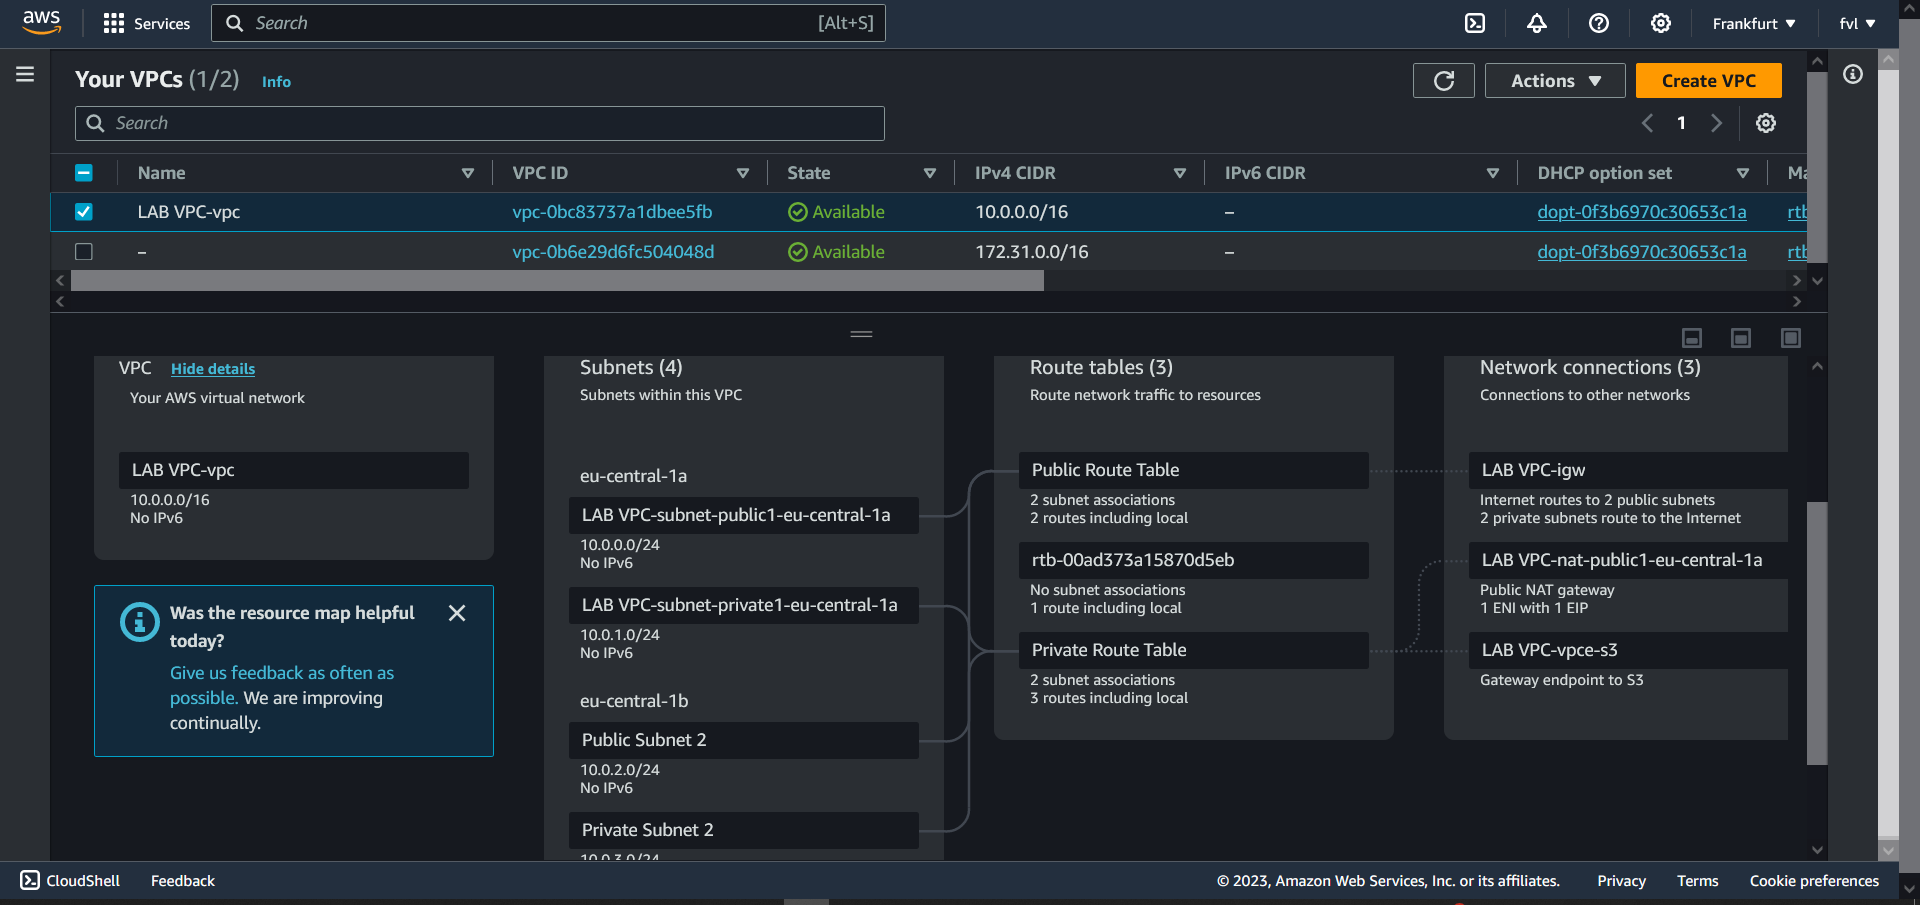 aws
Services
Search
[Alt+S]
Frankfurt
fvl
Your VPCs (1/2)
Info
Actions
Create VPC
Search
1
Name
VPC ID
State
IPv4 CIDR
IPv6 CIDR
DHCP option set
Ma
LAB VPC-vpc
vpc-0bc83737a1dbee5fb
Available
10.0.0.0/16
–
dopt-0f3b6970c30653c1a
rtb
–
vpc-0b6e29d6fc504048d
Available
172.31.0.0/16
–
dopt-0f3b6970c30653c1a
rtb
VPC
Hide details
Your AWS virtual network
LAB VPC-vpc
10.0.0.0/16
No IPv6
Was the resource map helpful
today?
Give us feedback as often as
possible. We are improving
continually.
Subnets (4)
Subnets within this VPC
eu-central-1a
LAB VPC-subnet-public1-eu-central-1a
10.0.0.0/24
No IPv6
LAB VPC-subnet-private1-eu-central-1a
10.0.1.0/24
No IPv6
eu-central-1b
Public Subnet 2
10.0.2.0/24
No IPv6
Private Subnet 2
10.0.3.0/24
Route tables (3)
Route network traffic to resources
Public Route Table
2 subnet associations
2 routes including local
rtb-00ad373a15870d5eb
No subnet associations
1 route including local
Private Route Table
2 subnet associations
3 routes including local
Network connections (3)
Connections to other networks
LAB VPC-igw
Internet routes to 2 public subnets
2 private subnets route to the Internet
LAB VPC-nat-public1-eu-central-1a
Public NAT gateway
1 ENI with 1 EIP
LAB VPC-vpce-s3
Gateway endpoint to S3
CloudShell
Feedback
© 2023, Amazon Web Services, Inc. or its affiliates.
Privacy
Terms
Cookie preferences